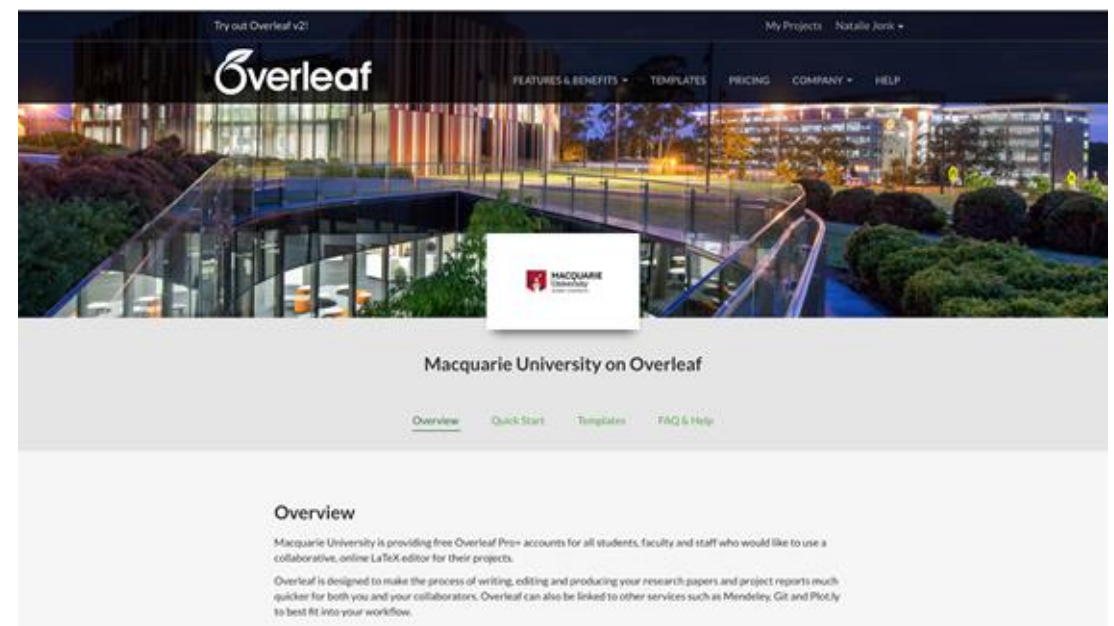 Try out Overleaf v2!
My Projects Natalie Jonk
Overleaf
FEATURES & BENEFITS TEMPLATES PRICING COMPANY HELP
MACQUARIE
University
Macquarie University on Overleaf
Overview Quick Start Templates FAQ & Help
Overview
Macquarie University is providing free Overleaf Pro+ accounts for all students, faculty and staff who would like to use a
collaborative, online LaTeX editor for their projects.
Overleaf is designed to make the process of writing, editing and producing your research papers and project reports much
quicker for both you and your collaborators. Overleaf can also be linked to other services such as Mendeley, Git and Plot.ly
to best fit into your workflow.